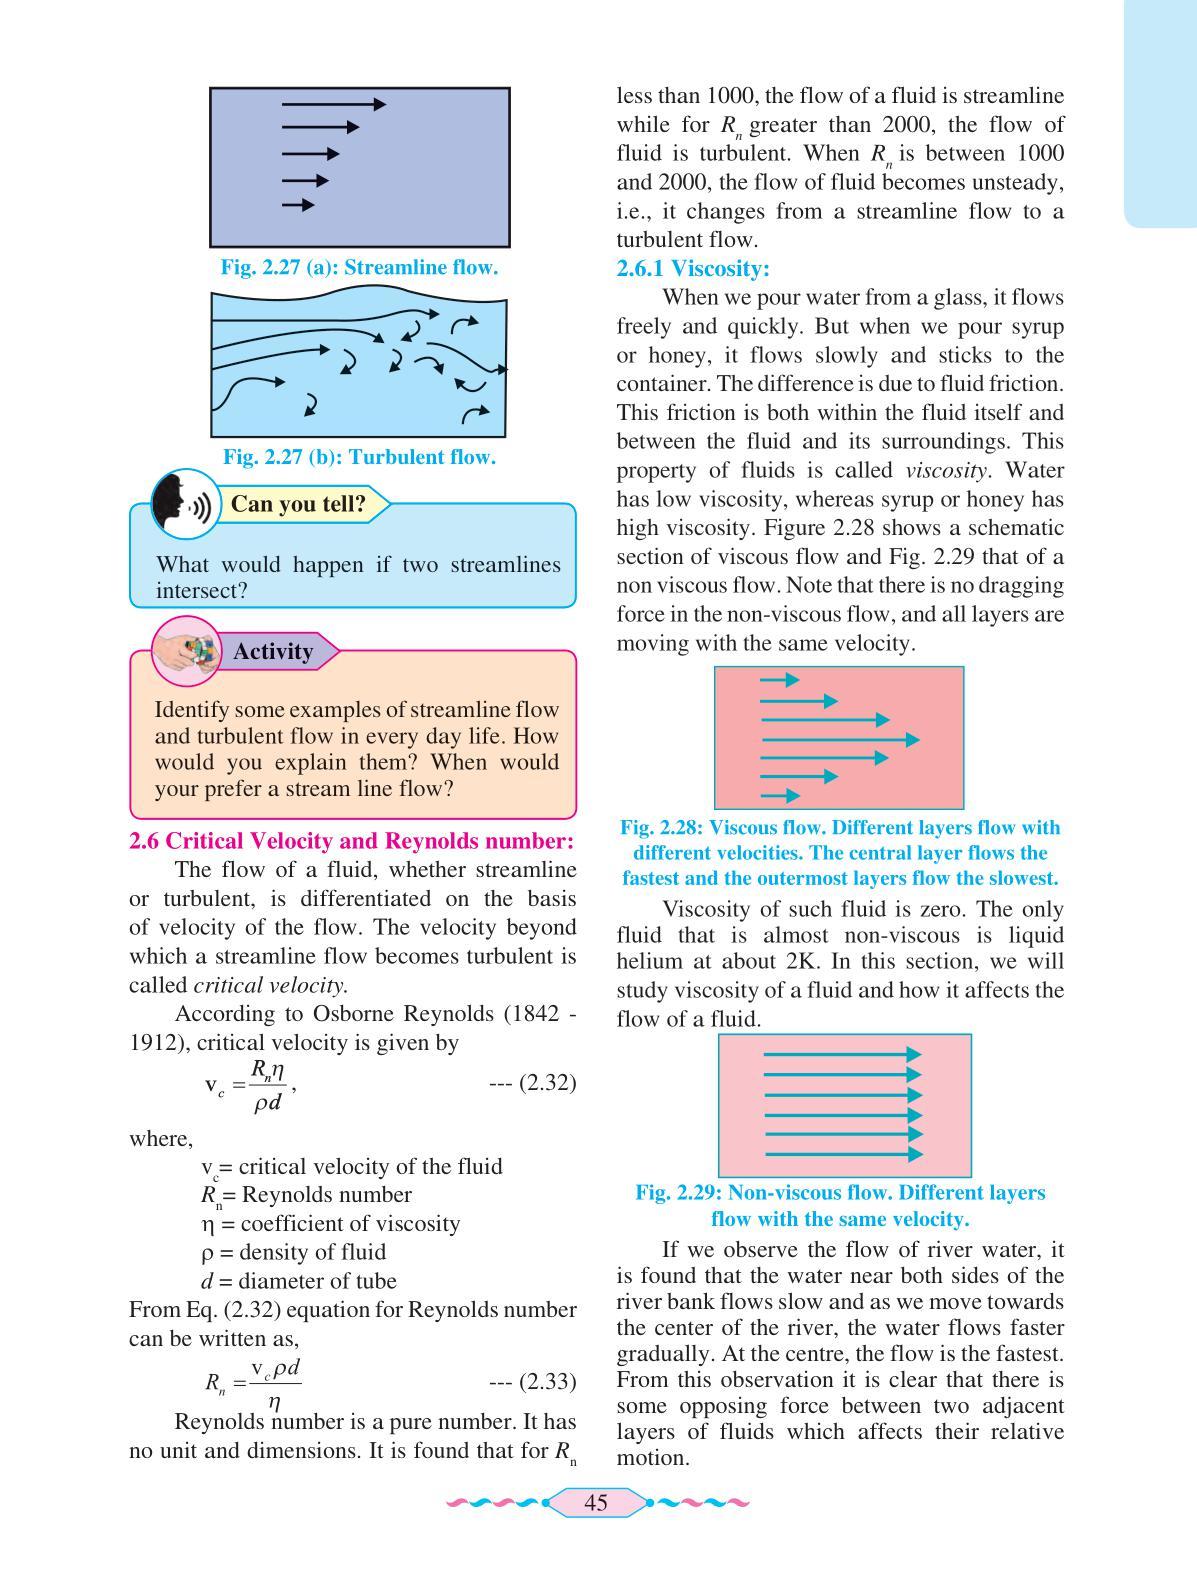 Fig. 2.27 (a): Streamline flow.
Fig. 2.27 (b): Turbulent flow.
Can you tell?
What would happen if two streamlines
intersect?
Activity
Identify some examples of streamline flow
and turbulent flow in every day life. How
would you explain them? When would
your prefer a stream line flow?
2.6 Critical Velocity and Reynolds number:
The flow of a fluid, whether streamline
or turbulent, is differentiated on the basis
of velocity of the flow. The velocity beyond
which a streamline flow becomes turbulent is
called critical velocity.
According to Osborne Reynolds (1842 -
1912), critical velocity is given by
v_c = R_nη / ρd , --- (2.32)
where,
v_c = critical velocity of the fluid
R_n = Reynolds number
η = coefficient of viscosity
ρ = density of fluid
d = diameter of tube
From Eq. (2.32) equation for Reynolds number
can be written as,
R_n = v_c ρd / η --- (2.33)
Reynolds number is a pure number. It has
no unit and dimensions. It is found that for R_n
less than 1000, the flow of a fluid is streamline
while for R_n greater than 2000, the flow of
fluid is turbulent. When R_n is between 1000
and 2000, the flow of fluid becomes unsteady,
i.e., it changes from a streamline flow to a
turbulent flow.
2.6.1 Viscosity:
When we pour water from a glass, it flows
freely and quickly. But when we pour syrup
or honey, it flows slowly and sticks to the
container. The difference is due to fluid friction.
This friction is both within the fluid itself and
between the fluid and its surroundings. This
property of fluids is called viscosity. Water
has low viscosity, whereas syrup or honey has
high viscosity. Figure 2.28 shows a schematic
section of viscous flow and Fig. 2.29 that of a
non viscous flow. Note that there is no dragging
force in the non-viscous flow, and all layers are
moving with the same velocity.
Fig. 2.28: Viscous flow. Different layers flow with
different velocities. The central layer flows the
fastest and the outermost layers flow the slowest.
Viscosity of such fluid is zero. The only
fluid that is almost non-viscous is liquid
helium at about 2K. In this section, we will
study viscosity of a fluid and how it affects the
flow of a fluid.
Fig. 2.29: Non-viscous flow. Different layers
flow with the same velocity.
If we observe the flow of river water, it
is found that the water near both sides of the
river bank flows slow and as we move towards
the center of the river, the water flows faster
gradually. At the centre, the flow is the fastest.
From this observation it is clear that there is
some opposing force between two adjacent
layers of fluids which affects their relative
motion.
45